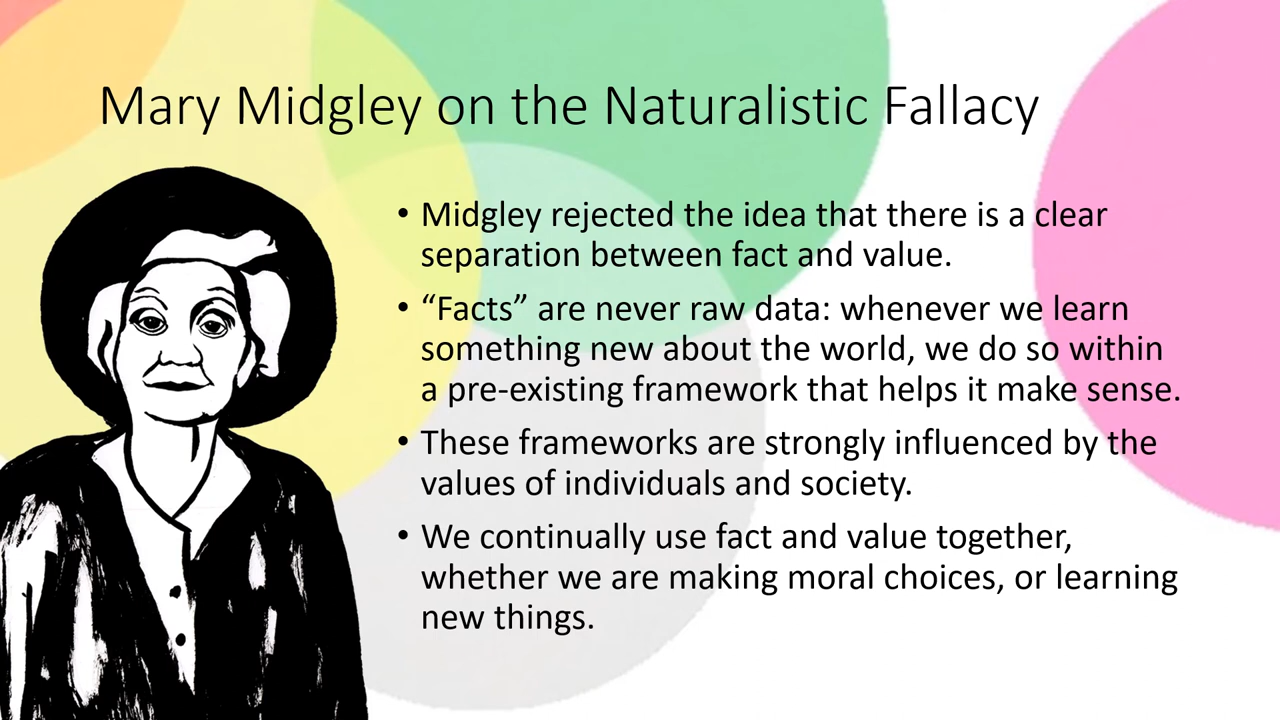 Mary Midgley on the Naturalistic Fallacy
• Midgley rejected the idea that there is a clear
separation between fact and value.
• “Facts” are never raw data: whenever we learn
something new about the world, we do so within
a pre-existing framework that helps it make sense.
• These frameworks are strongly influenced by the
values of individuals and society.
• We continually use fact and value together,
whether we are making moral choices, or learning
new things.